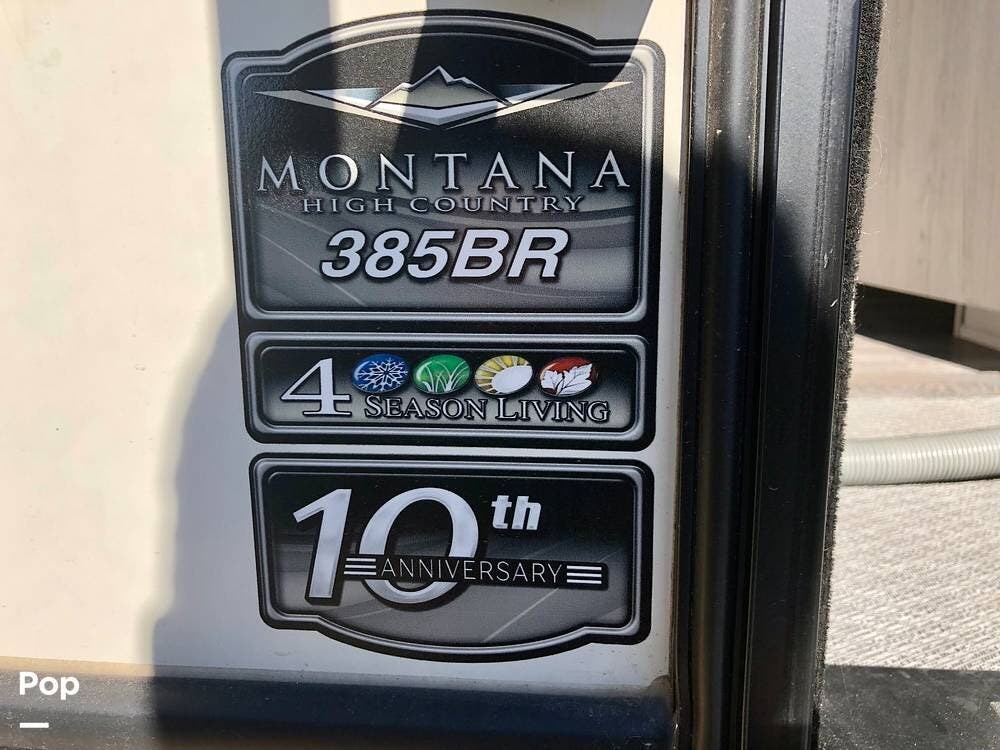 MONTANA
HIGH COUNTRY
385BR
4 SEASON LIVING
10th
ANNIVERSARY
Pop